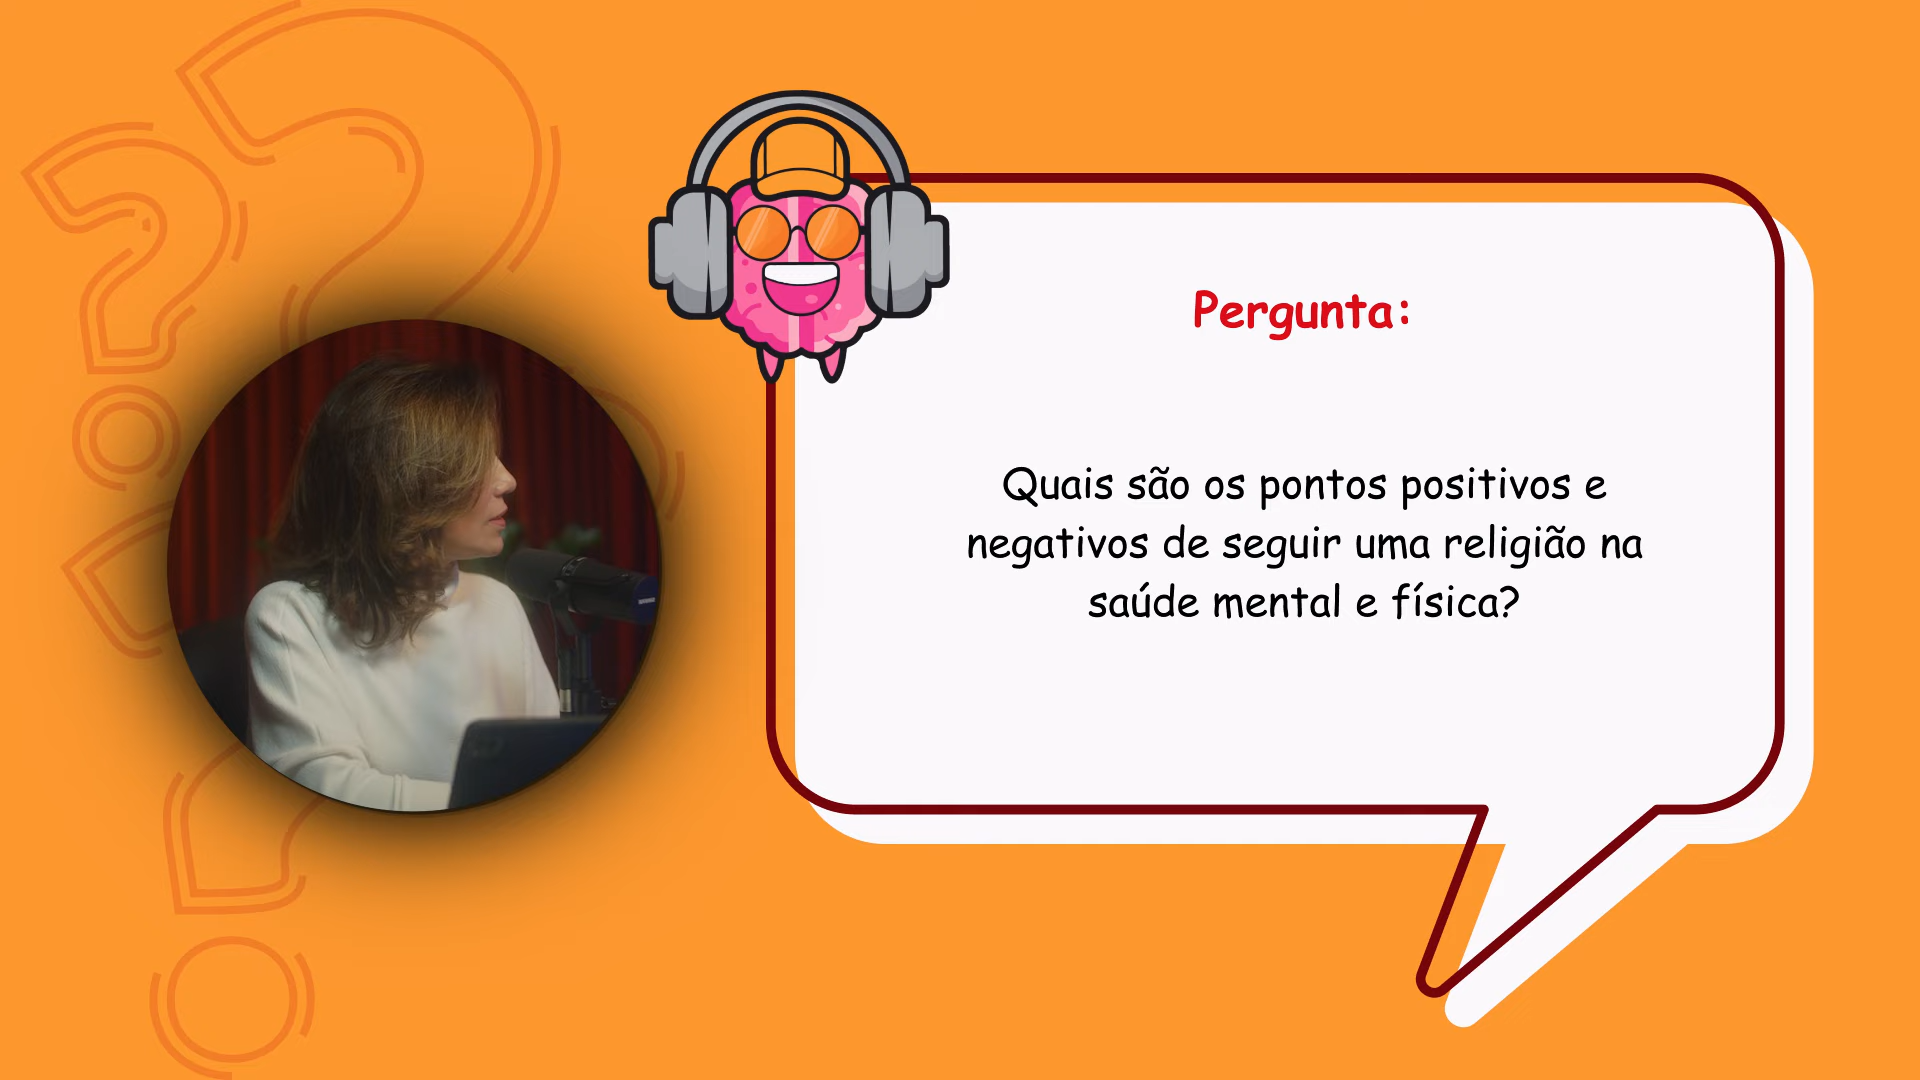 Pergunta:
Quais são os pontos positivos e
negativos de seguir uma religião na
saúde mental e física?